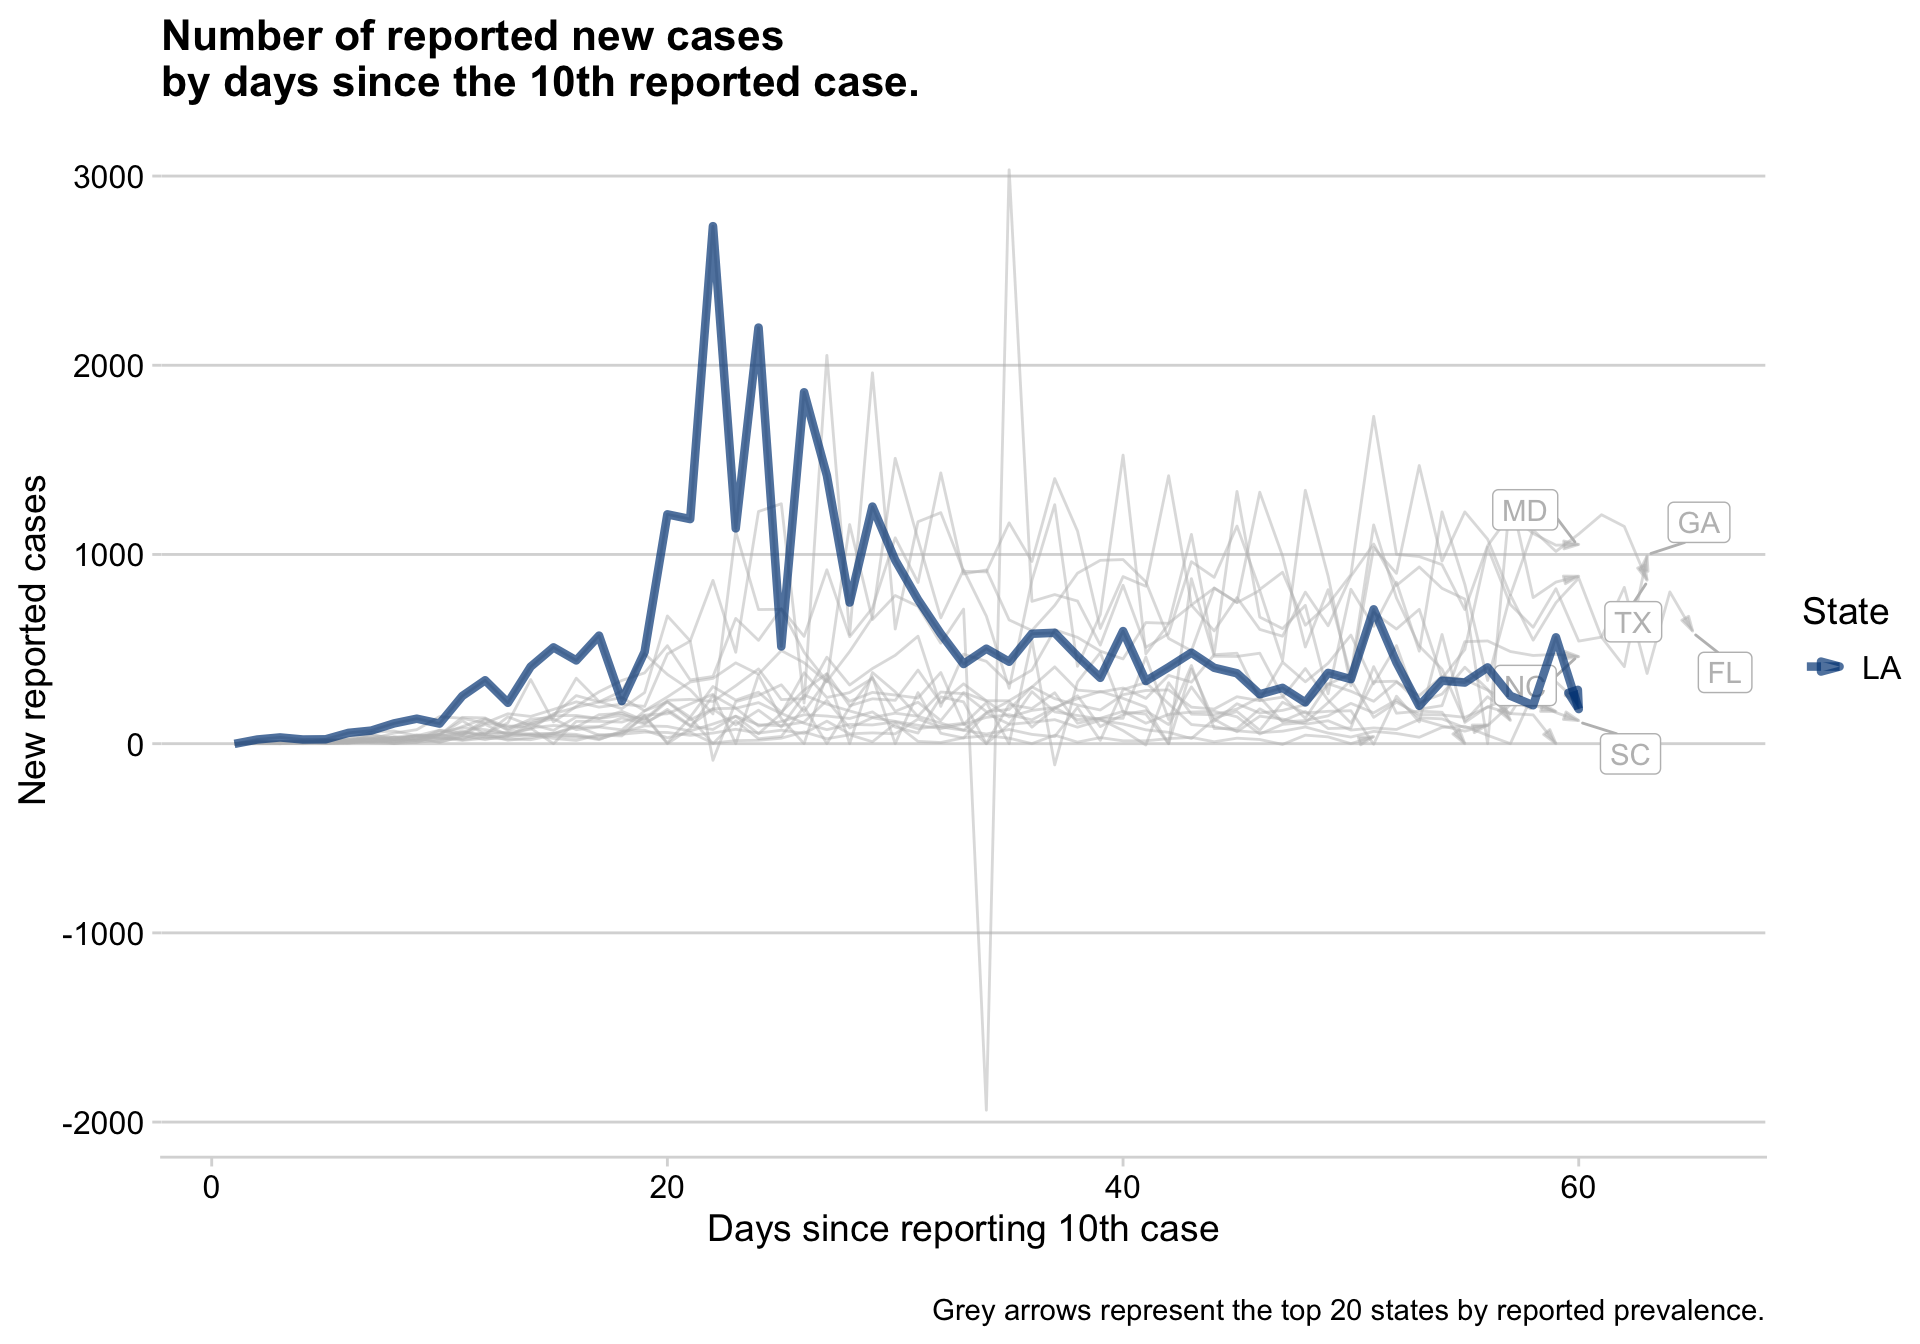 Number of reported new cases
by days since the 10th reported case.
3000
2000
1000
0
-1000
-2000
New reported cases
MD
GA
TX
FL
NC
SC
State
LA
0
20
40
60
Days since reporting 10th case
Grey arrows represent the top 20 states by reported prevalence.